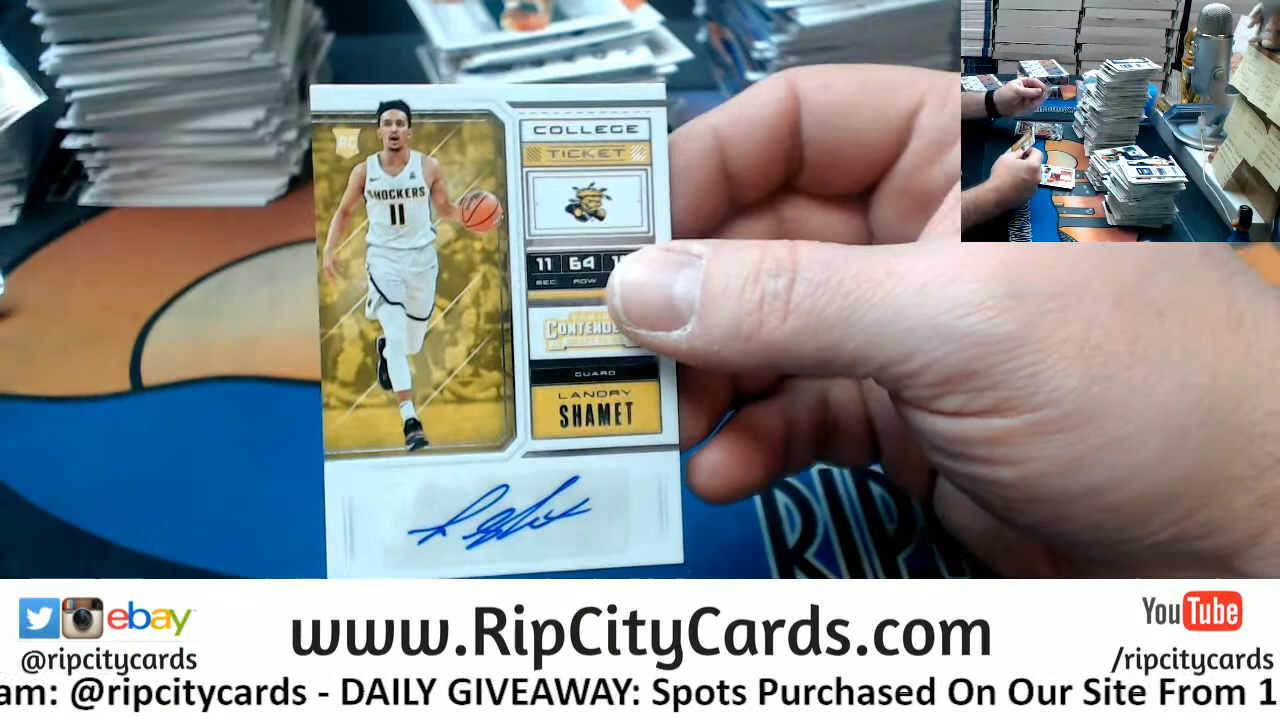 RC
SHOCKERS
11
COLLEGE
TICKET
11 64
SEC ROW
GUARD
LANDRY
SHAMET
RIP
ebay
@ripcitycards
www.RipCityCards.com
YouTube
/ripcitycards
am: @ripcitycards - DAILY GIVEAWAY: Spots Purchased On Our Site From 1